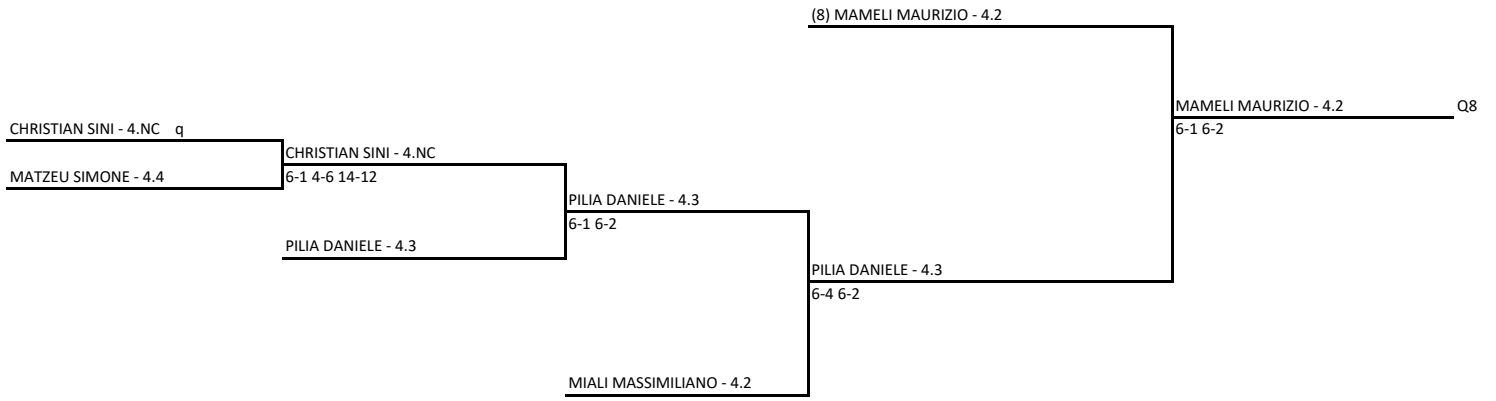 (8) MAMELI MAURIZIO - 4.2
MAMELI MAURIZIO - 4.2 Q8
CHRISTIAN SINI - 4.NC q
6-1 6-2
CHRISTIAN SINI - 4.NC
MATZEU SIMONE - 4.4
6-1 4-6 14-12
PILIA DANIELE - 4.3
6-1 6-2
PILIA DANIELE - 4.3
PILIA DANIELE - 4.3
6-4 6-2
MIALI MASSIMILIANO - 4.2